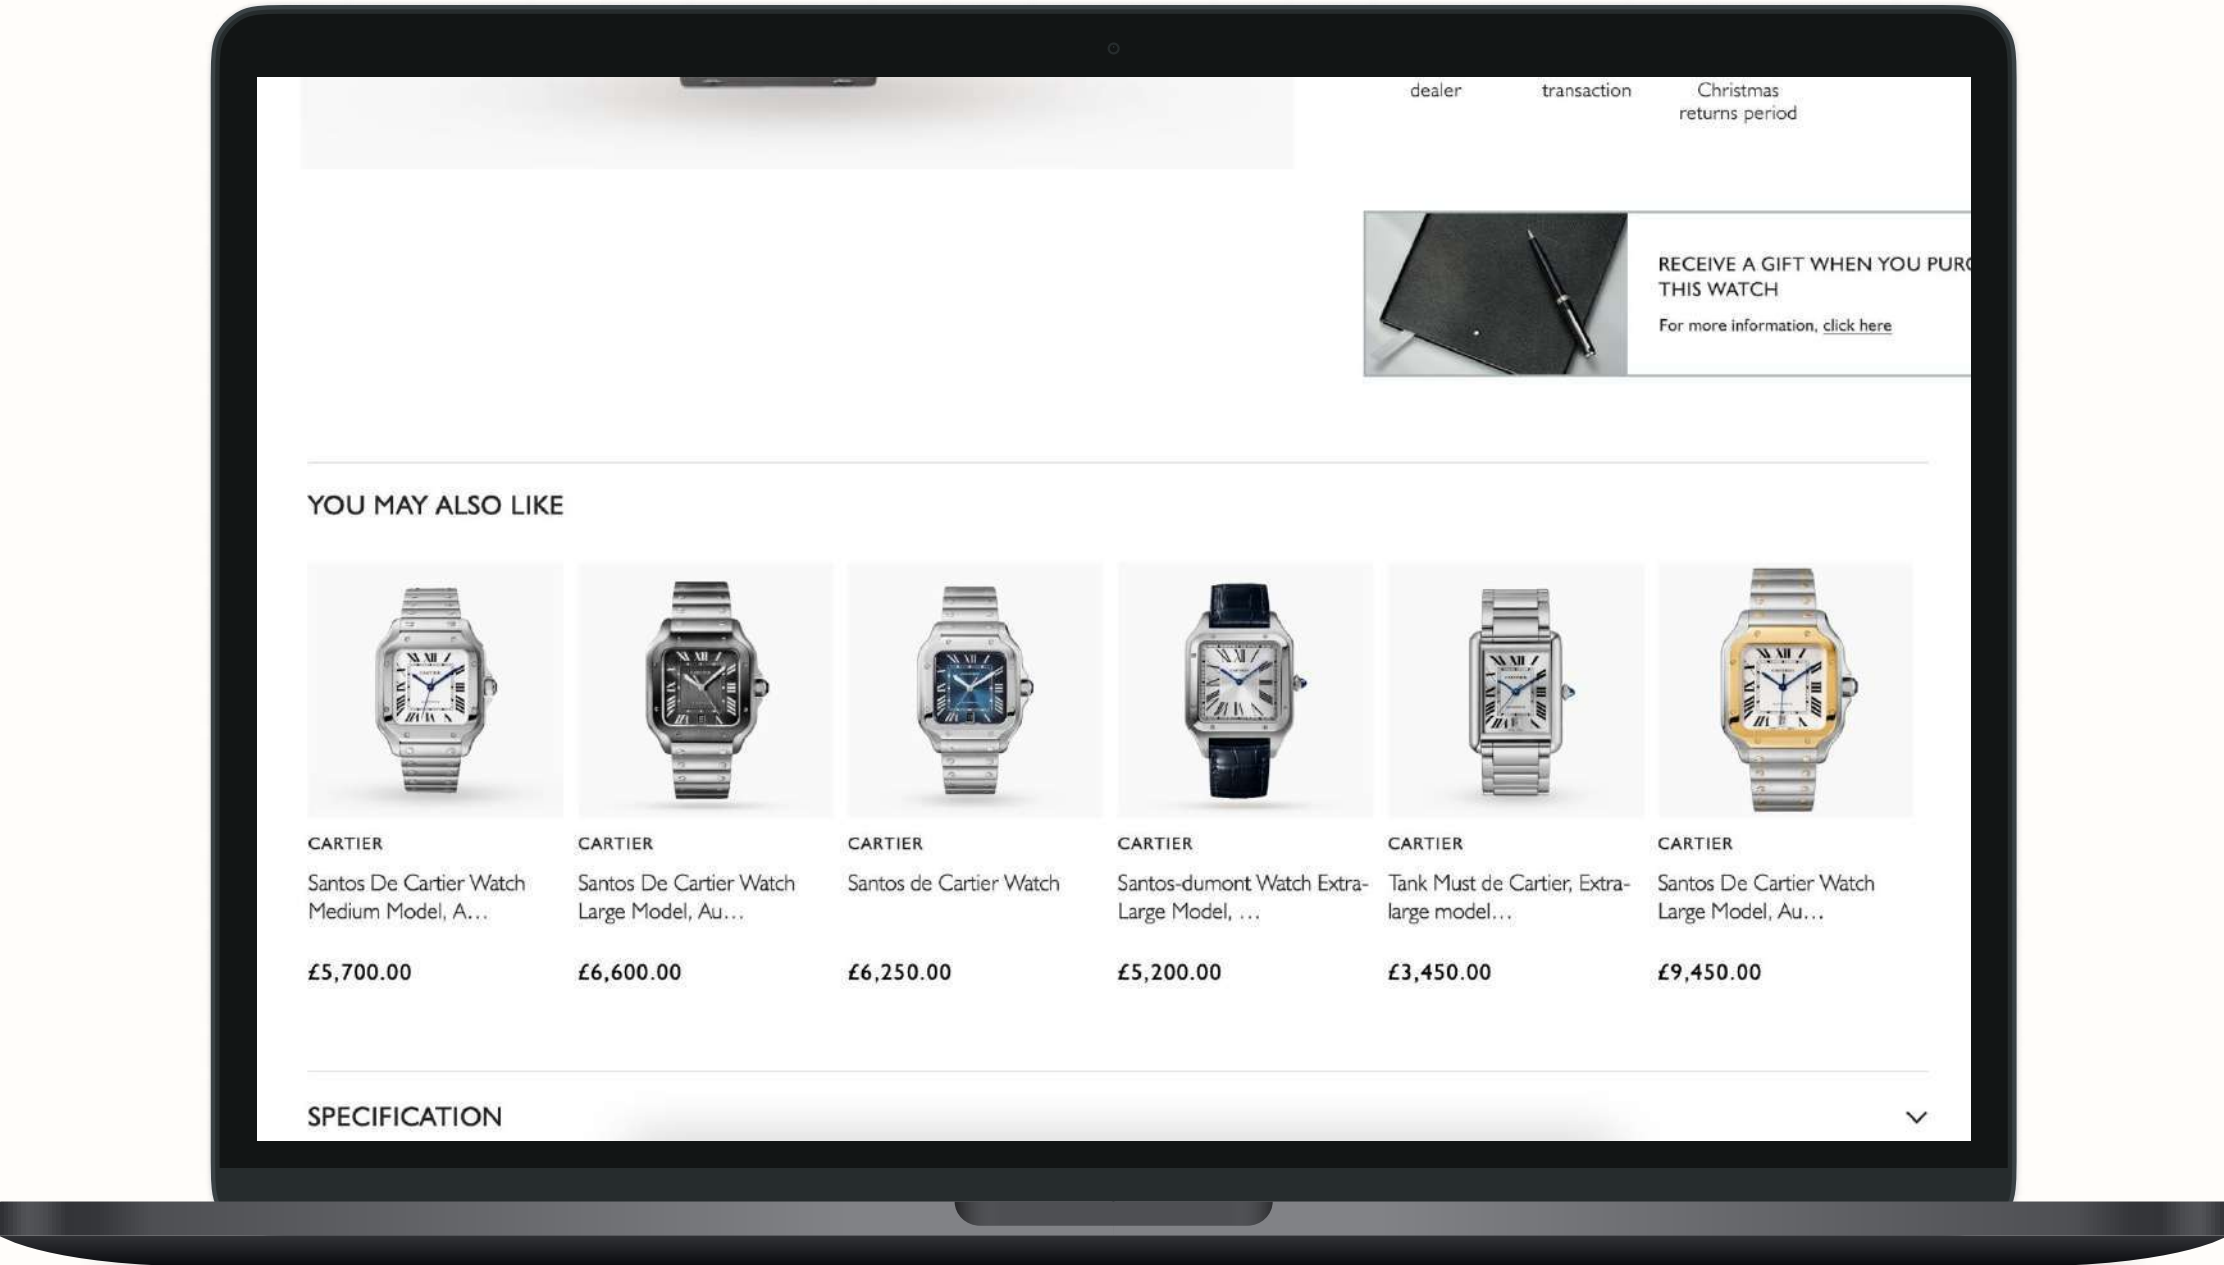 dealer
transaction
Christmas
returns period
RECEIVE A GIFT WHEN YOU PURC
THIS WATCH
For more information, click here
YOU MAY ALSO LIKE
CARTIER
Santos De Cartier Watch
Medium Model, A...
£5,700.00
CARTIER
Santos De Cartier Watch
Large Model, Au...
£6,600.00
CARTIER
Santos de Cartier Watch
£6,250.00
CARTIER
Santos-dumont Watch Extra-
Large Model, ...
£5,200.00
CARTIER
Tank Must de Cartier, Extra-
large model...
£3,450.00
CARTIER
Santos De Cartier Watch
Large Model, Au...
£9,450.00
SPECIFICATION